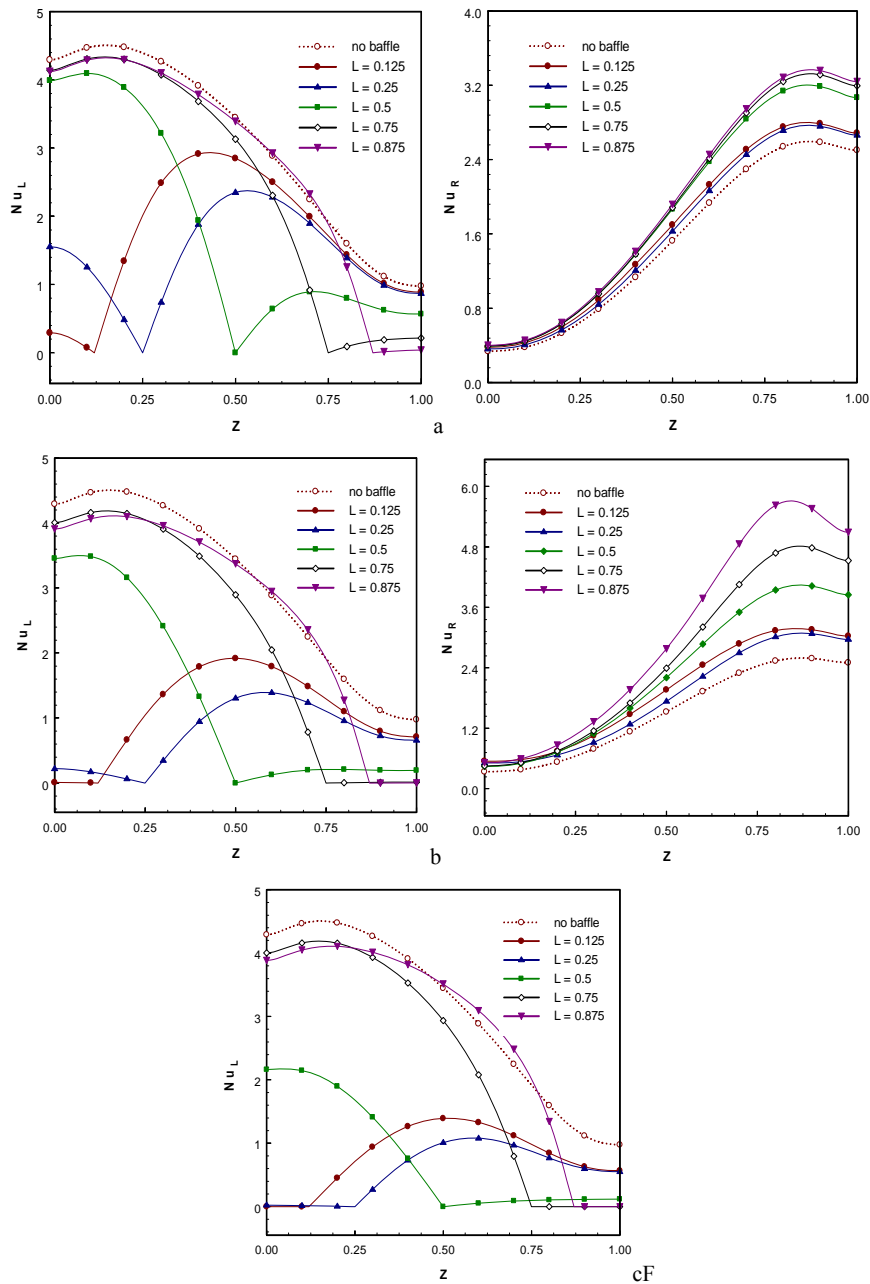 5
4
3
2
1
0
Nu_L
0.00 0.25 0.50 0.75 1.00
Z
no baffle
L = 0.125
L = 0.25
L = 0.5
L = 0.75
L = 0.875
4.0
3.2
2.4
1.6
0.8
0.0
Nu_R
0.00 0.25 0.50 0.75 1.00
Z
no baffle
L = 0.125
L = 0.25
L = 0.5
L = 0.75
L = 0.875
a
5
4
3
2
1
0
Nu_L
0.00 0.25 0.50 0.75 1.00
Z
no baffle
L = 0.125
L = 0.25
L = 0.5
L = 0.75
L = 0.875
6.0
4.8
3.6
2.4
1.2
0.0
Nu_R
0.00 0.25 0.50 0.75 1.00
Z
no baffle
L = 0.125
L = 0.25
L = 0.5
L = 0.75
L = 0.875
b
5
4
3
2
1
0
Nu_L
0.00 0.25 0.50 0.75 1.00
Z
no baffle
L = 0.125
L = 0.25
L = 0.5
L = 0.75
L = 0.875
cF